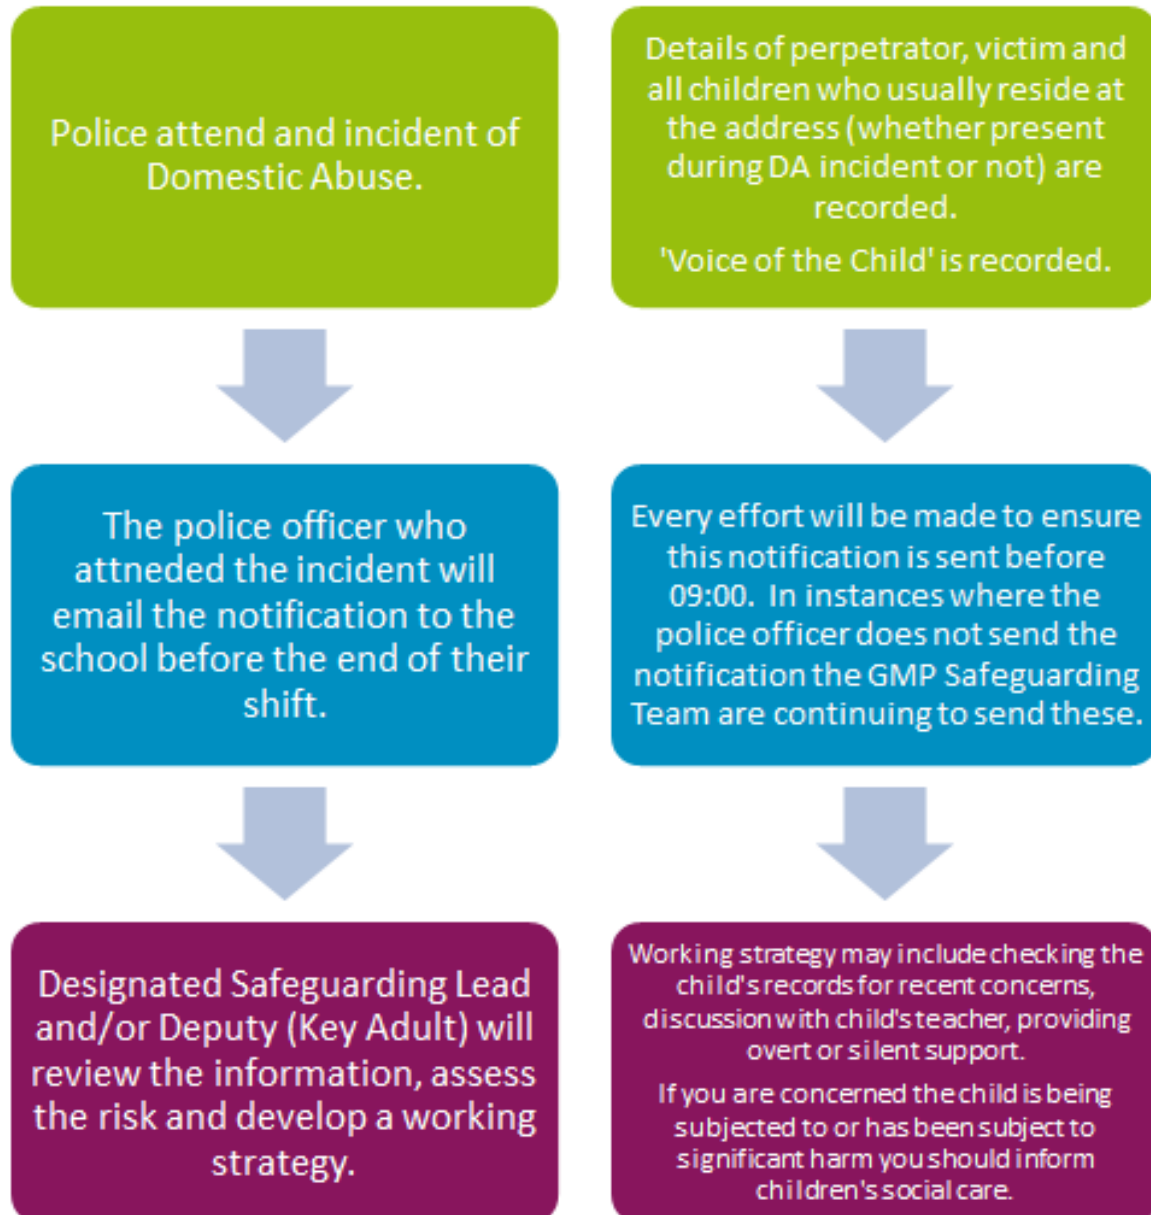 Police attend and incident of
Domestic Abuse.
Details of perpetrator, victim and
all children who usually reside at
the address (whether present
during DA incident or not) are
recorded.
'Voice of the Child' is recorded.
The police officer who
attneded the incident will
email the notification to the
school before the end of their
shift.
Every effort will be made to ensure
this notification is sent before
09:00. In instances where the
police officer does not send the
notification the GMP Safeguarding
Team are continuing to send these.
Designated Safeguarding Lead
and/or Deputy (Key Adult) will
review the information, assess
the risk and develop a working
strategy.
Working strategy may include checking the
child's records for recent concerns,
discussion with child's teacher, providing
overt or silent support.
If you are concerned the child is being
subjected to or has been subject to
significant harm you should inform
children's social care.